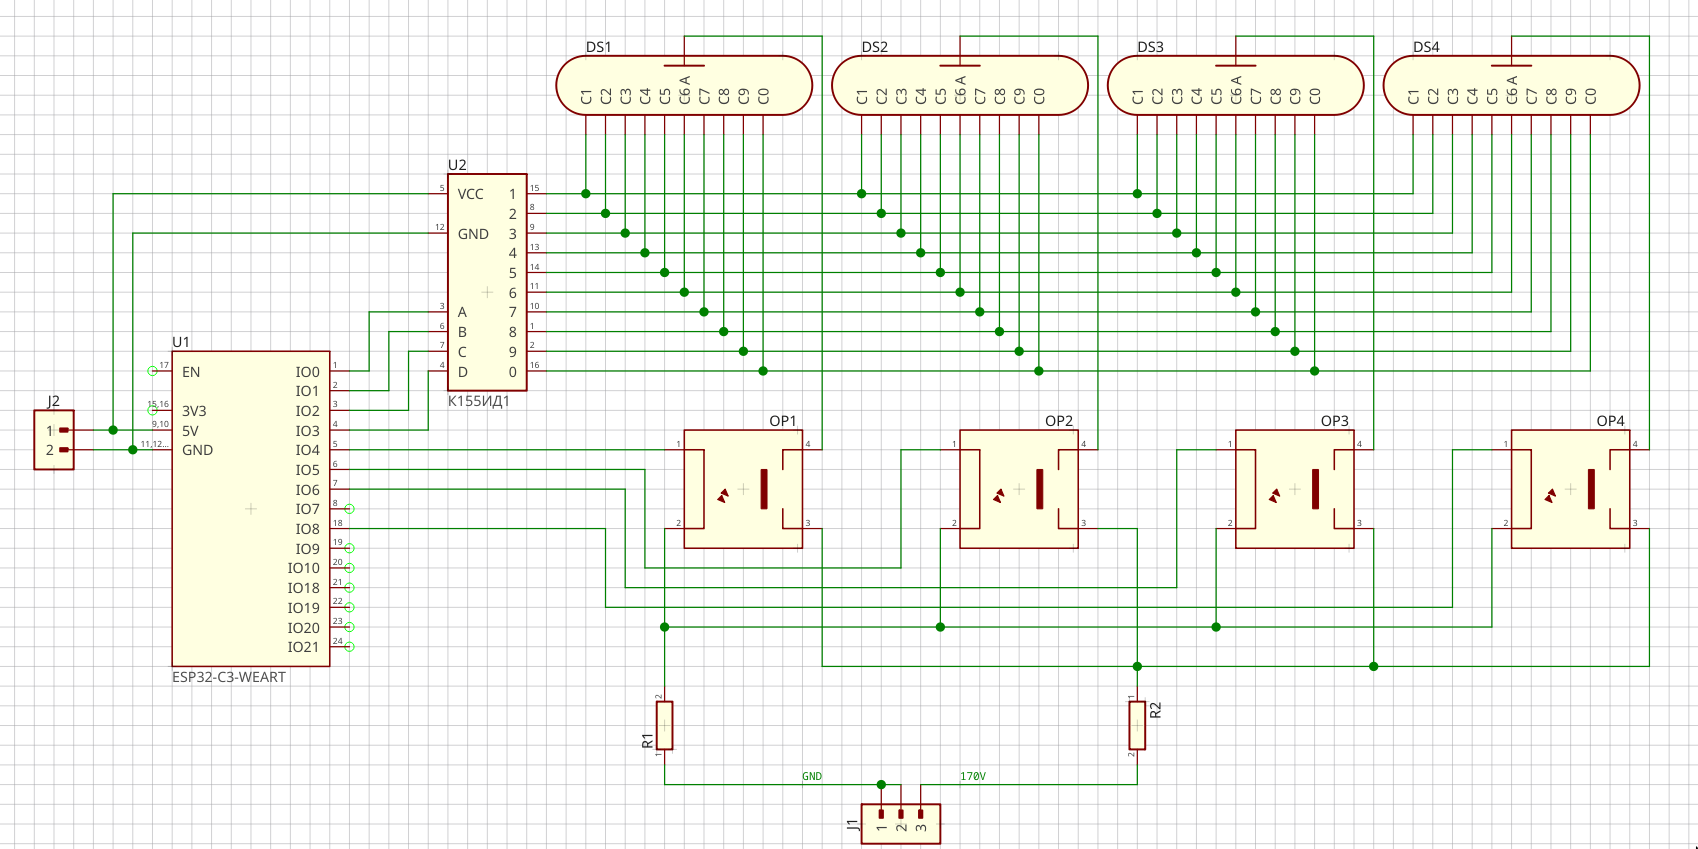 DS1
DS2
DS3
DS4
A
A
A
A
C1 C2 C3 C4 C5 C6 C7 C8 C9 C0
C1 C2 C3 C4 C5 C6 C7 C8 C9 C0
C1 C2 C3 C4 C5 C6 C7 C8 C9 C0
C1 C2 C3 C4 C5 C6 C7 C8 C9 C0
U2
5 VCC 1 15
2 8
12 GND 3 9
4 13
5 14
6 11
3 A 7 10
6 B 8 1
7 C 9 2
4 D 0 16
К155ИД1
U1
17 EN IO0 1
IO1 2
15,16 3V3 IO2 3
9,10 5V IO3 4
11,12... GND IO4 5
IO5 6
IO6 7
IO7 8
IO8 18
IO9 19
IO10 20
IO18 21
IO19 22
IO20 23
IO21 24
ESP32-C3-WEART
J2
1
2
OP1
1 4
2 3
OP2
1 4
2 3
OP3
1 4
2 3
OP4
1 4
2 3
2
R1
1
1
R2
2
GND
170V
J1
1 2 3